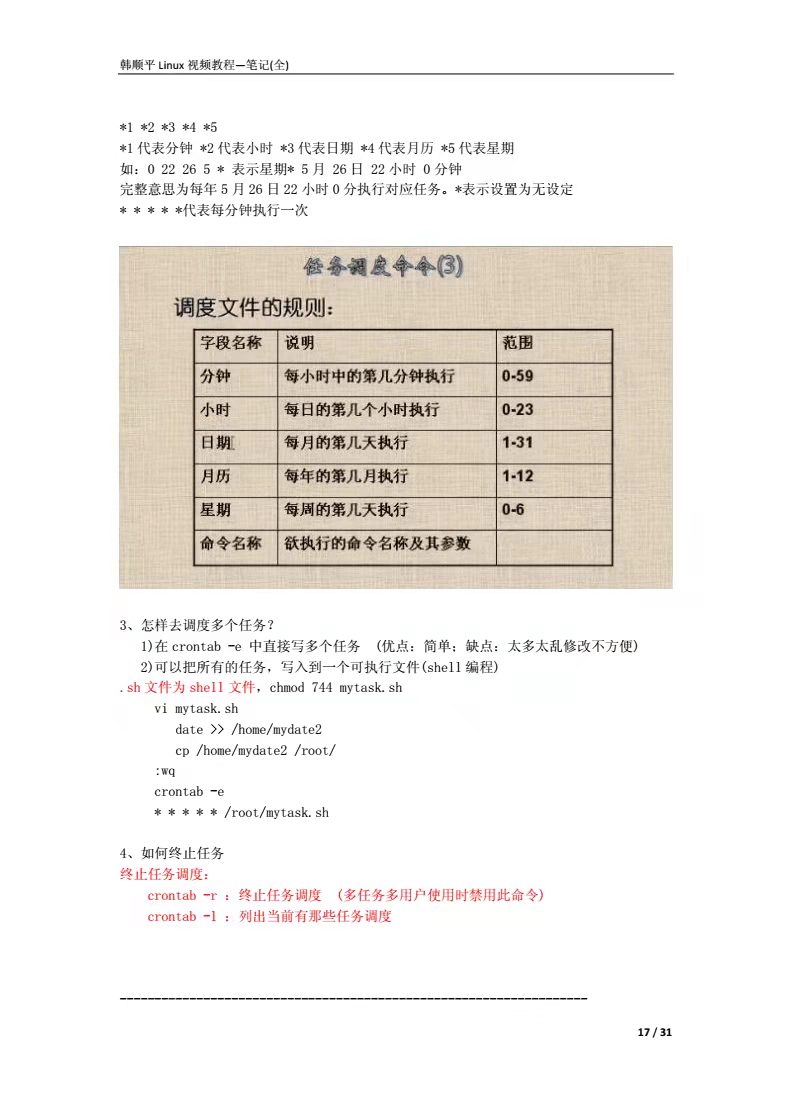 韩顺平 Linux 视频教程—笔记(全)
*1 *2 *3 *4 *5
*1 代表分钟 *2 代表小时 *3 代表日期 *4 代表月历 *5 代表星期
如：0 22 26 5 * 表示星期* 5 月 26 日 22 小时 0 分钟
完整意思为每年 5 月 26 日 22 小时 0 分执行对应任务。*表示设置为无设定
* * * * *代表每分钟执行一次
任务调度命令(3)
调度文件的规则：
字段名称 说明 范围
分钟 每小时中的第几分钟执行 0-59
小时 每日的第几个小时执行 0-23
日期 每月的第几天执行 1-31
月历 每年的第几月执行 1-12
星期 每周的第几天执行 0-6
命令名称 欲执行的命令名称及其参数
3、怎样去调度多个任务？
1)在 crontab -e 中直接写多个任务 (优点：简单；缺点：太多太乱修改不方便)
2)可以把所有的任务，写入到一个可执行文件(shell 编程)
.sh 文件为 shell 文件，chmod 744 mytask.sh
vi mytask.sh
date >> /home/mydate2
cp /home/mydate2 /root/
:wq
crontab -e
* * * * * /root/mytask.sh
4、如何终止任务
终止任务调度：
crontab -r ：终止任务调度 (多任务多用户使用时禁用此命令)
crontab -l ：列出当前有那些任务调度
-------------------------------------------------------------------
17 / 31